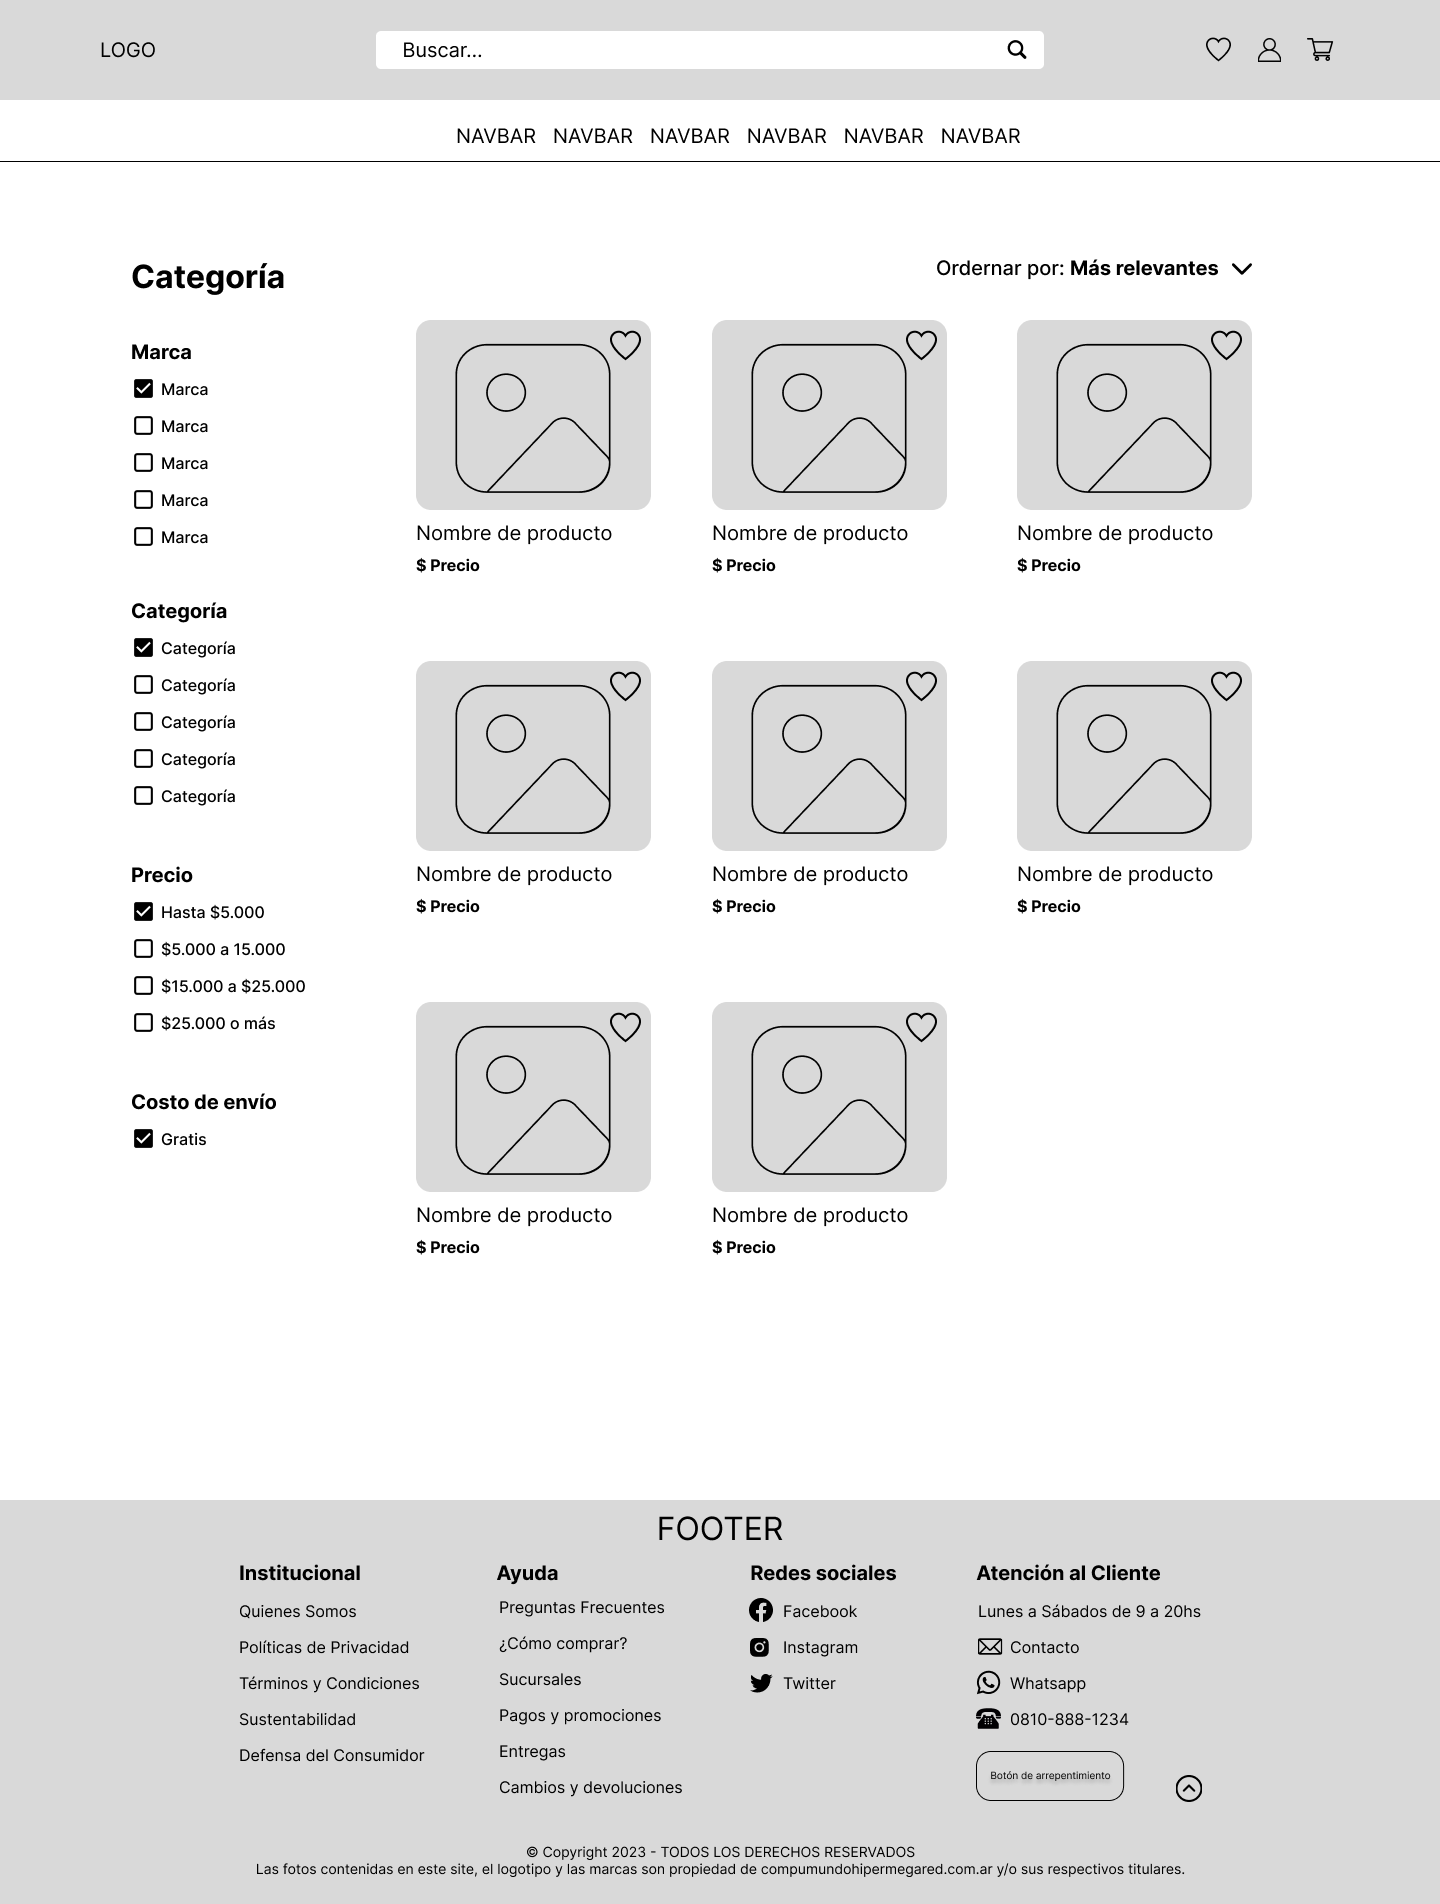 LOGO
Buscar...
NAVBAR NAVBAR NAVBAR NAVBAR NAVBAR NAVBAR
Categoría
Marca
Marca
Marca
Marca
Marca
Marca
Categoría
Categoría
Categoría
Categoría
Categoría
Categoría
Precio
Hasta $5.000
$5.000 a 15.000
$15.000 a $25.000
$25.000 o más
Costo de envío
Gratis
Ordernar por: Más relevantes
Nombre de producto
$ Precio
Nombre de producto
$ Precio
Nombre de producto
$ Precio
Nombre de producto
$ Precio
Nombre de producto
$ Precio
Nombre de producto
$ Precio
Nombre de producto
$ Precio
Nombre de producto
$ Precio
FOOTER
Institucional
Quienes Somos
Políticas de Privacidad
Términos y Condiciones
Sustentabilidad
Defensa del Consumidor
Ayuda
Preguntas Frecuentes
¿Cómo comprar?
Sucursales
Pagos y promociones
Entregas
Cambios y devoluciones
Redes sociales
Facebook
Instagram
Twitter
Atención al Cliente
Lunes a Sábados de 9 a 20hs
Contacto
Whatsapp
0810-888-1234
Botón de arrepentimiento
© Copyright 2023 - TODOS LOS DERECHOS RESERVADOS
Las fotos contenidas en este site, el logotipo y las marcas son propiedad de compumundohipermegared.com.ar y/o sus respectivos titulares.